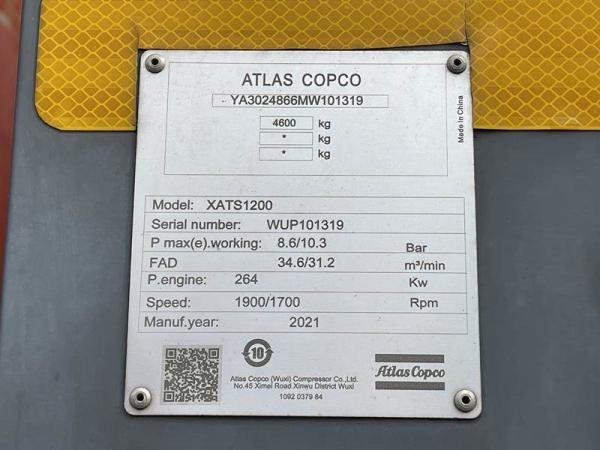 ATLAS COPCO
YA3024866MW101319
4600 kg
* kg
* kg
Made in China
Model: XATS1200
Serial number: WUP101319
P max(e).working: 8.6/10.3 Bar
FAD 34.6/31.2 m³/min
P.engine: 264 Kw
Speed: 1900/1700 Rpm
Manuf.year: 2021
10
Atlas Copco
Atlas Copco (Wuxi) Compressor Co.,Ltd.
No.45 Ximei Road Xinwu District Wuxi
1092 0379 84